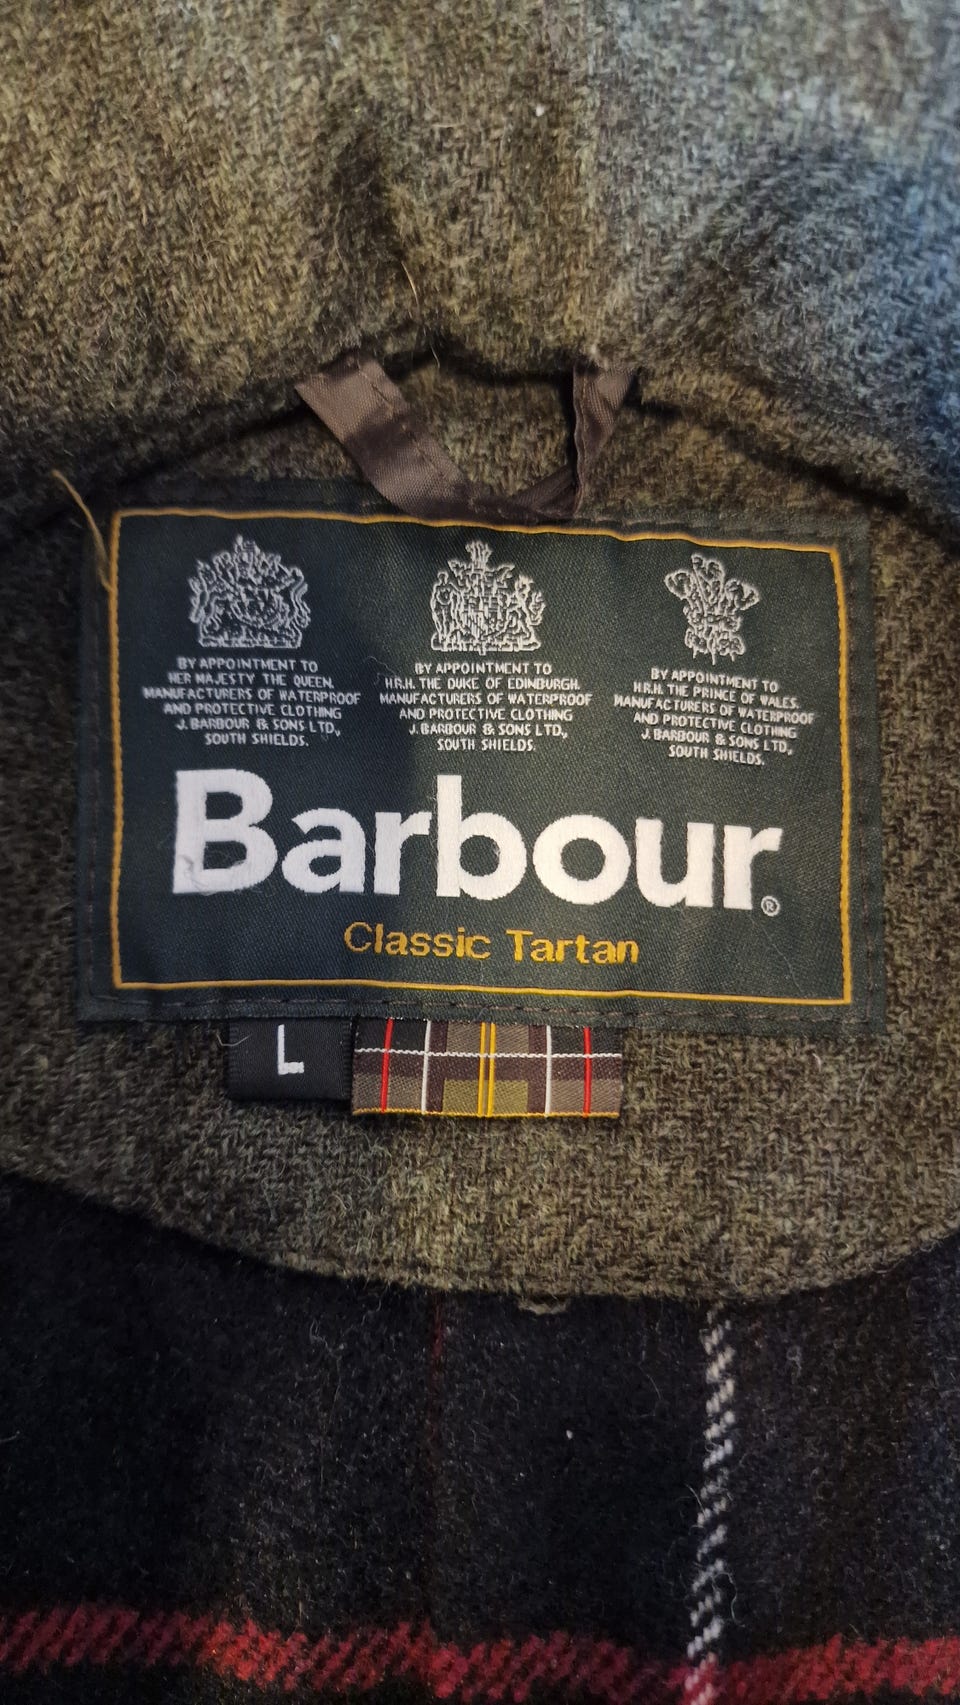 BY APPOINTMENT TO
HER MAJESTY THE QUEEN.
MANUFACTURERS OF WATERPROOF
AND PROTECTIVE CLOTHING
J. BARBOUR & SONS LTD.,
SOUTH SHIELDS.
BY APPOINTMENT TO
H.R.H. THE DUKE OF EDINBURGH.
MANUFACTURERS OF WATERPROOF
AND PROTECTIVE CLOTHING
J. BARBOUR & SONS LTD.,
SOUTH SHIELDS.
BY APPOINTMENT TO
H.R.H. THE PRINCE OF WALES.
MANUFACTURERS OF WATERPROOF
AND PROTECTIVE CLOTHING
J. BARBOUR & SONS LTD.,
SOUTH SHIELDS.
Barbour®
Classic Tartan
L